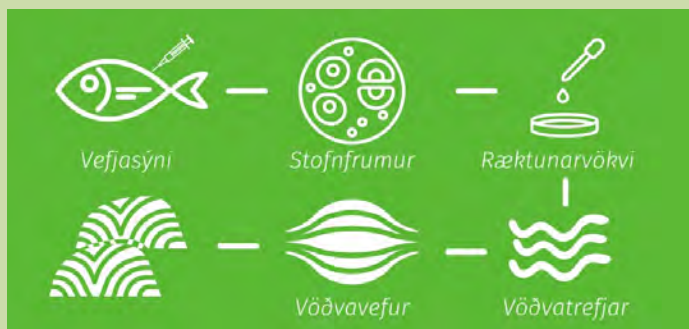 Vefjasýni
Stofnfrumur
Ræktunarvökvi
Vöðvavefur
Vöðvatrefjar